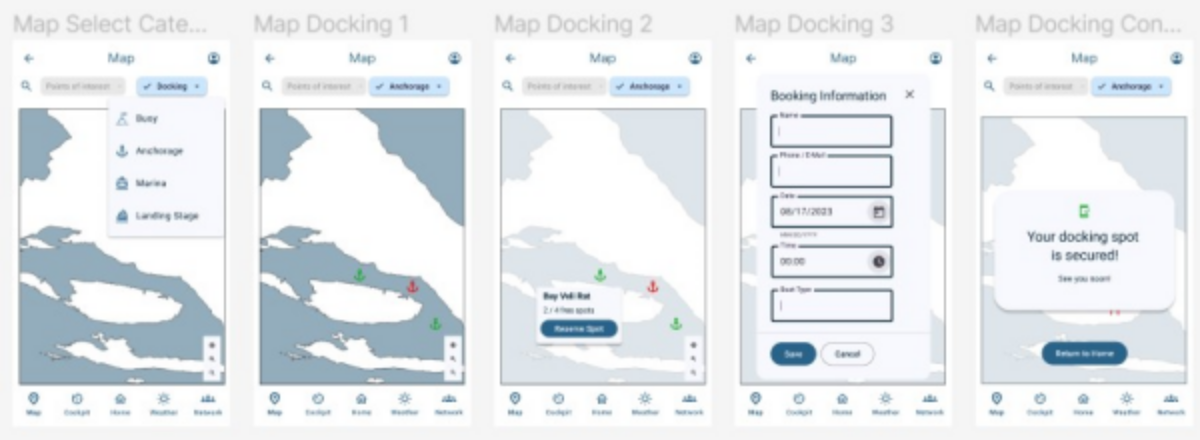 Map Select Cate...
Map
Points of interest
Docking
Buoy
Anchorage
Marina
Landing Stage
Map Cockpit Home Weather Network
Map Docking 1
Map
Points of interest
Anchorage
Map Cockpit Home Weather Network
Map Docking 2
Map
Points of interest
Anchorage
Bay Veli Rat
2 / 4 free spots
Reserve Spot
Map Cockpit Home Weather Network
Map Docking 3
Map
Booking Information
Name
Phone / E-Mail
Date
08/17/2023
MM/DD/YYYY
Time
00:00
Boat Type
Save Cancel
Map Cockpit Home Weather Network
Map Docking Con...
Map
Points of interest
Anchorage
Your docking spot
is secured!
See you soon!
Return to Home
Map Cockpit Home Weather Network